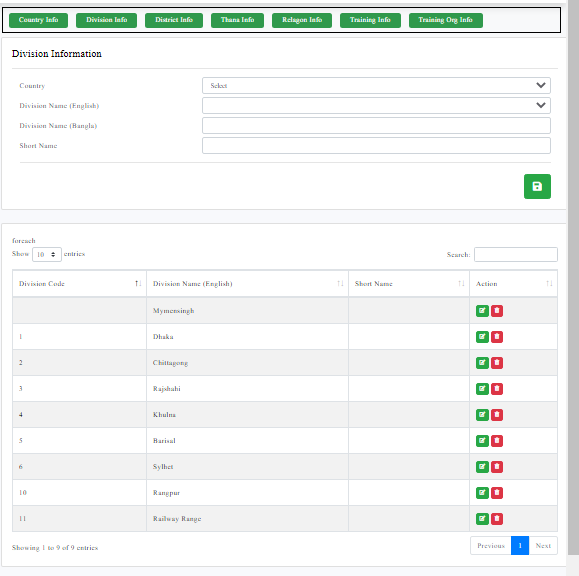 Country Info Division Info District Info Thana Info Relagon Info Training Info Training Org Info
Division Information
Country Select
Division Name (English)
Division Name (Bangla)
Short Name
foreach
Show 10 entries Search:
Division Code Division Name (English) Short Name Action
Mymensingh
1 Dhaka
2 Chittagong
3 Rajshahi
4 Khulna
5 Barisal
6 Sylhet
10 Rangpur
11 Railway Range
Showing 1 to 9 of 9 entries Previous 1 Next